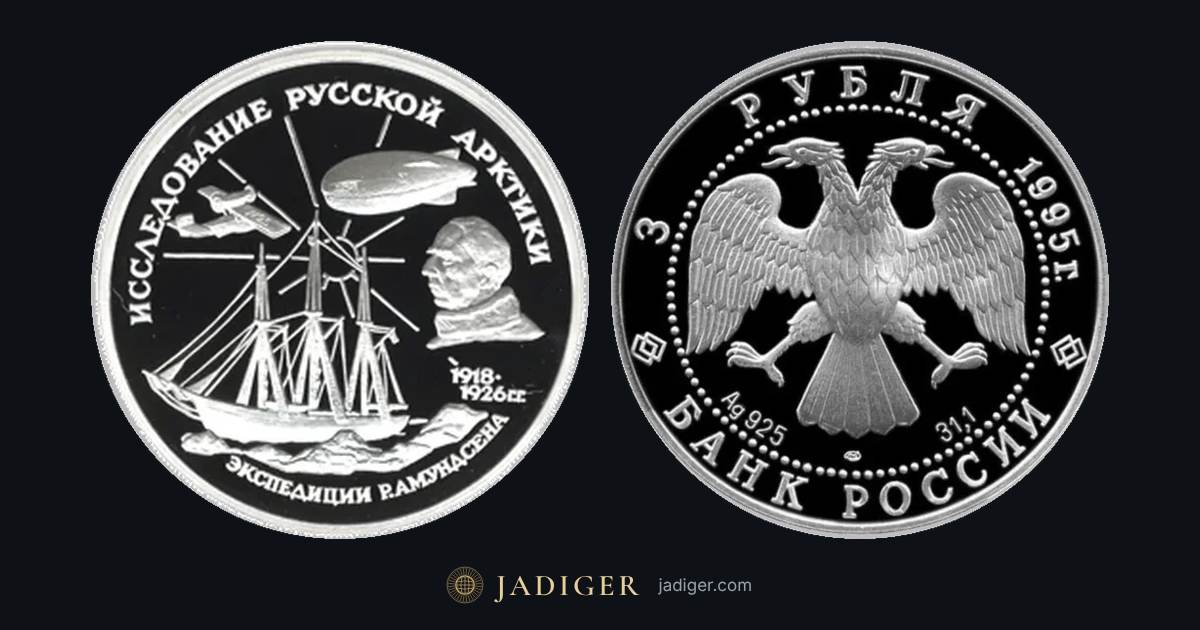 ИССЛЕДОВАНИЕ РУССКОЙ АРКТИКИ
1918-
1926гг.
ЭКСПЕДИЦИИ Р.АМУНДСЕНА
3 РУБЛЯ 1995г.
Ag 925
31,1
БАНК РОССИИ
JADIGER
jadiger.com